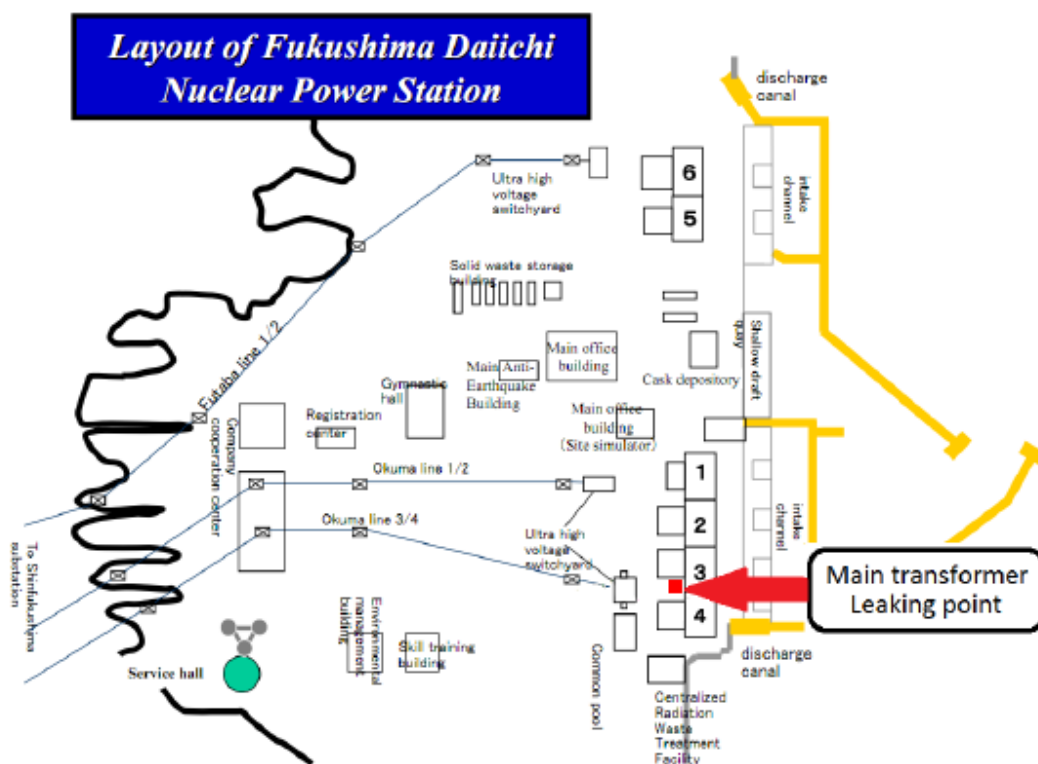 Layout of Fukushima Daiichi
Nuclear Power Station
discharge
canal
Ultra high
voltage
switchyard
6
5
intake
channel
Solid waste storage
building
Futaba line 1/2
Shallow draft
quay
Main office
building
Main Anti-
Earthquake
Building
Cask depository
Gymnastic
hall
Registration
center
Company
cooperation center
Main office
building
(Site simulator)
Okuma line 1/2
1
Okuma line 3/4
2
intake
channel
Ultra high
voltage
switchyard
3
To Shinfukushima
substation
Main transformer
Leaking point
4
Environmental
management
building
Skill training
building
Service hall
Common pool
discharge
canal
Centralized
Radiation
Waste
Treatment
Facility